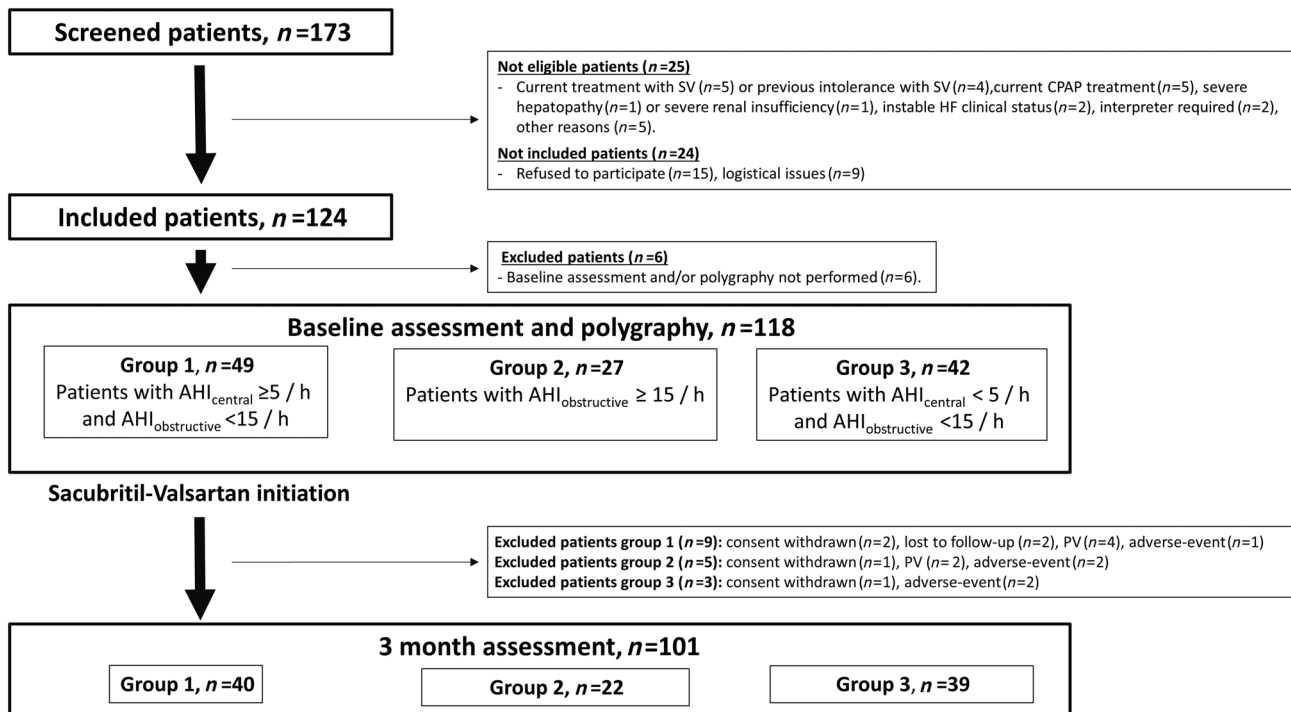 Screened patients, n=173
Not eligible patients (n=25)
- Current treatment with SV (n=5) or previous intolerance with SV (n=4),current CPAP treatment (n=5), severe
hepatopathy (n=1) or severe renal insufficiency (n=1), instable HF clinical status (n=2), interpreter required (n=2),
other reasons (n=5).
Not included patients (n=24)
- Refused to participate (n=15), logistical issues (n=9)
Included patients, n=124
Excluded patients (n=6)
- Baseline assessment and/or polygraphy not performed (n=6).
Baseline assessment and polygraphy, n=118
Group 1, n=49
Patients with AHIcentral ≥5 / h
and AHIobstructive <15 / h
Group 2, n=27
Patients with AHIobstructive ≥ 15 / h
Group 3, n=42
Patients with AHIcentral < 5 / h
and AHIobstructive <15 / h
Sacubritil-Valsartan initiation
Excluded patients group 1 (n=9): consent withdrawn (n=2), lost to follow-up (n=2), PV (n=4), adverse-event (n=1)
Excluded patients group 2 (n=5): consent withdrawn (n=1), PV (n= 2), adverse-event (n=2)
Excluded patients group 3 (n=3): consent withdrawn (n=1), adverse-event (n=2)
3 month assessment, n=101
Group 1, n=40
Group 2, n=22
Group 3, n=39